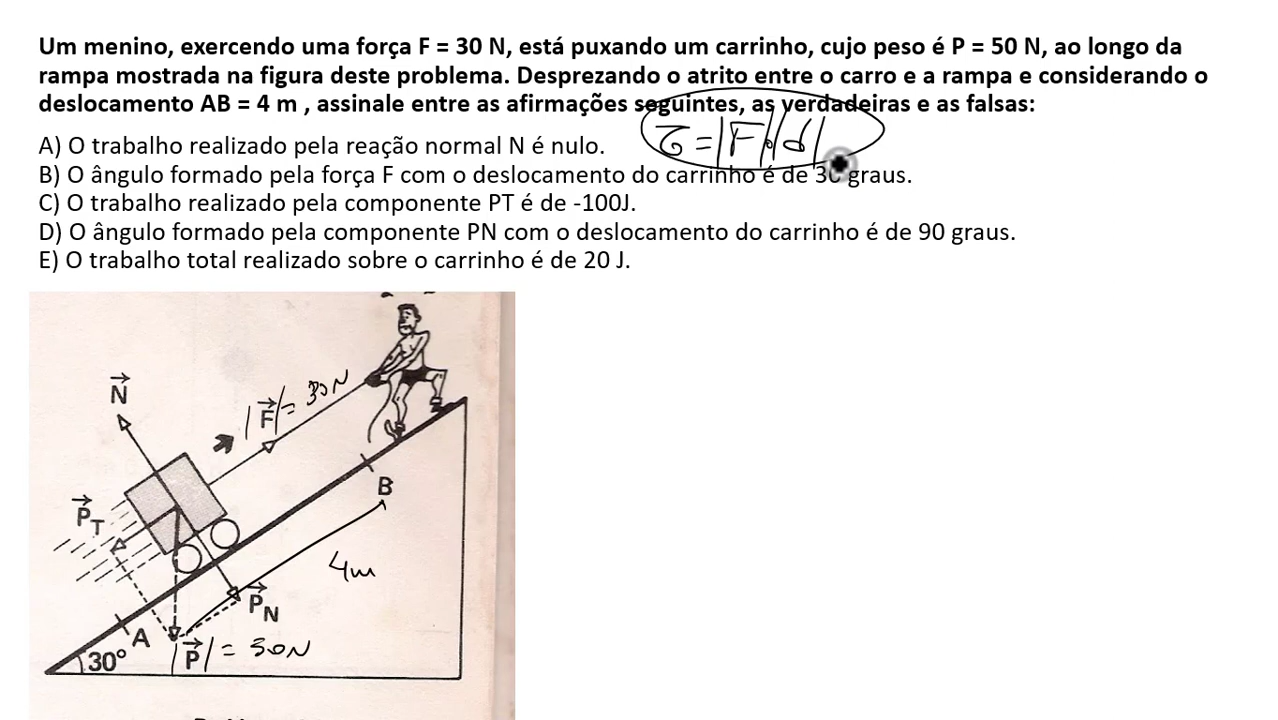 Um menino, exercendo uma força F = 30 N, está puxando um carrinho, cujo peso é P = 50 N, ao longo da
rampa mostrada na figura deste problema. Desprezando o atrito entre o carro e a rampa e considerando o
deslocamento AB = 4 m , assinale entre as afirmações seguintes, as verdadeiras e as falsas:
A) O trabalho realizado pela reação normal N é nulo.
τ = |F|.|d|
B) O ângulo formado pela força F com o deslocamento do carrinho é de 30 graus.
C) O trabalho realizado pela componente PT é de -100J.
D) O ângulo formado pela componente PN com o deslocamento do carrinho é de 90 graus.
E) O trabalho total realizado sobre o carrinho é de 20 J.
N
|F| = 30N
B
PT
4m
PN
A
30°
|P| = 30N